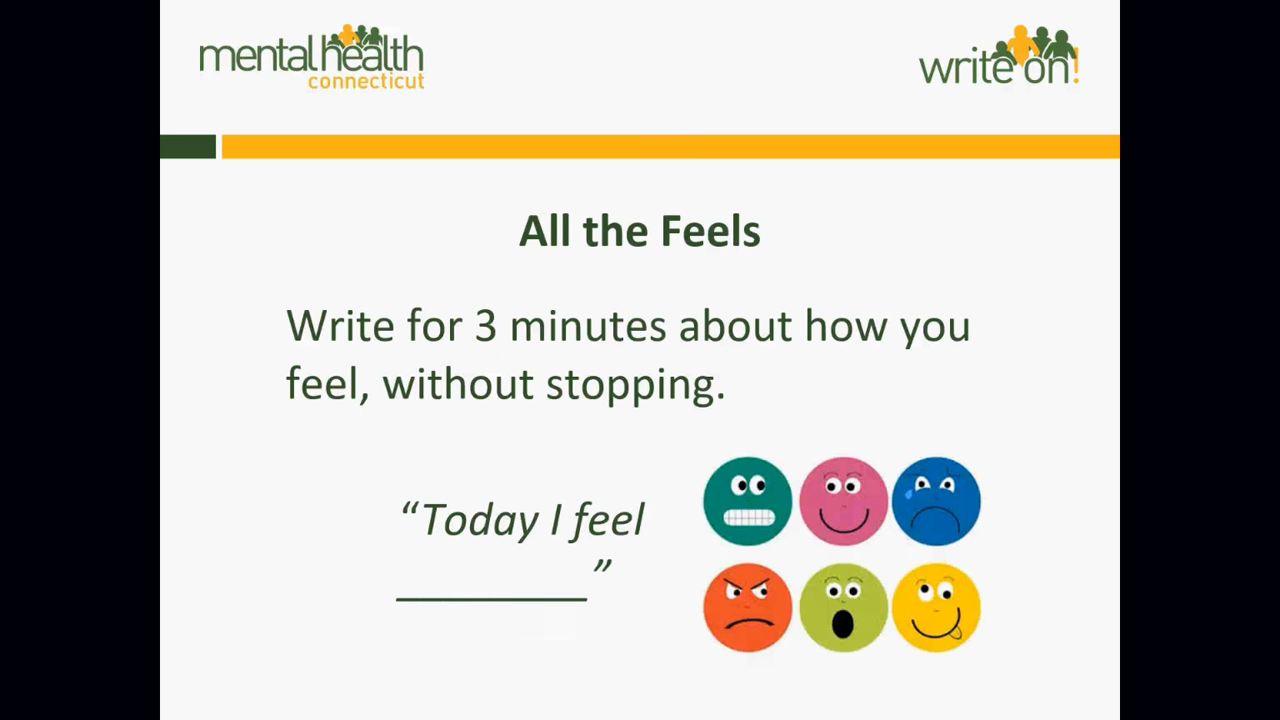 mental health
connecticut
write on!
All the Feels
Write for 3 minutes about how you
feel, without stopping.
“Today I feel
_________”